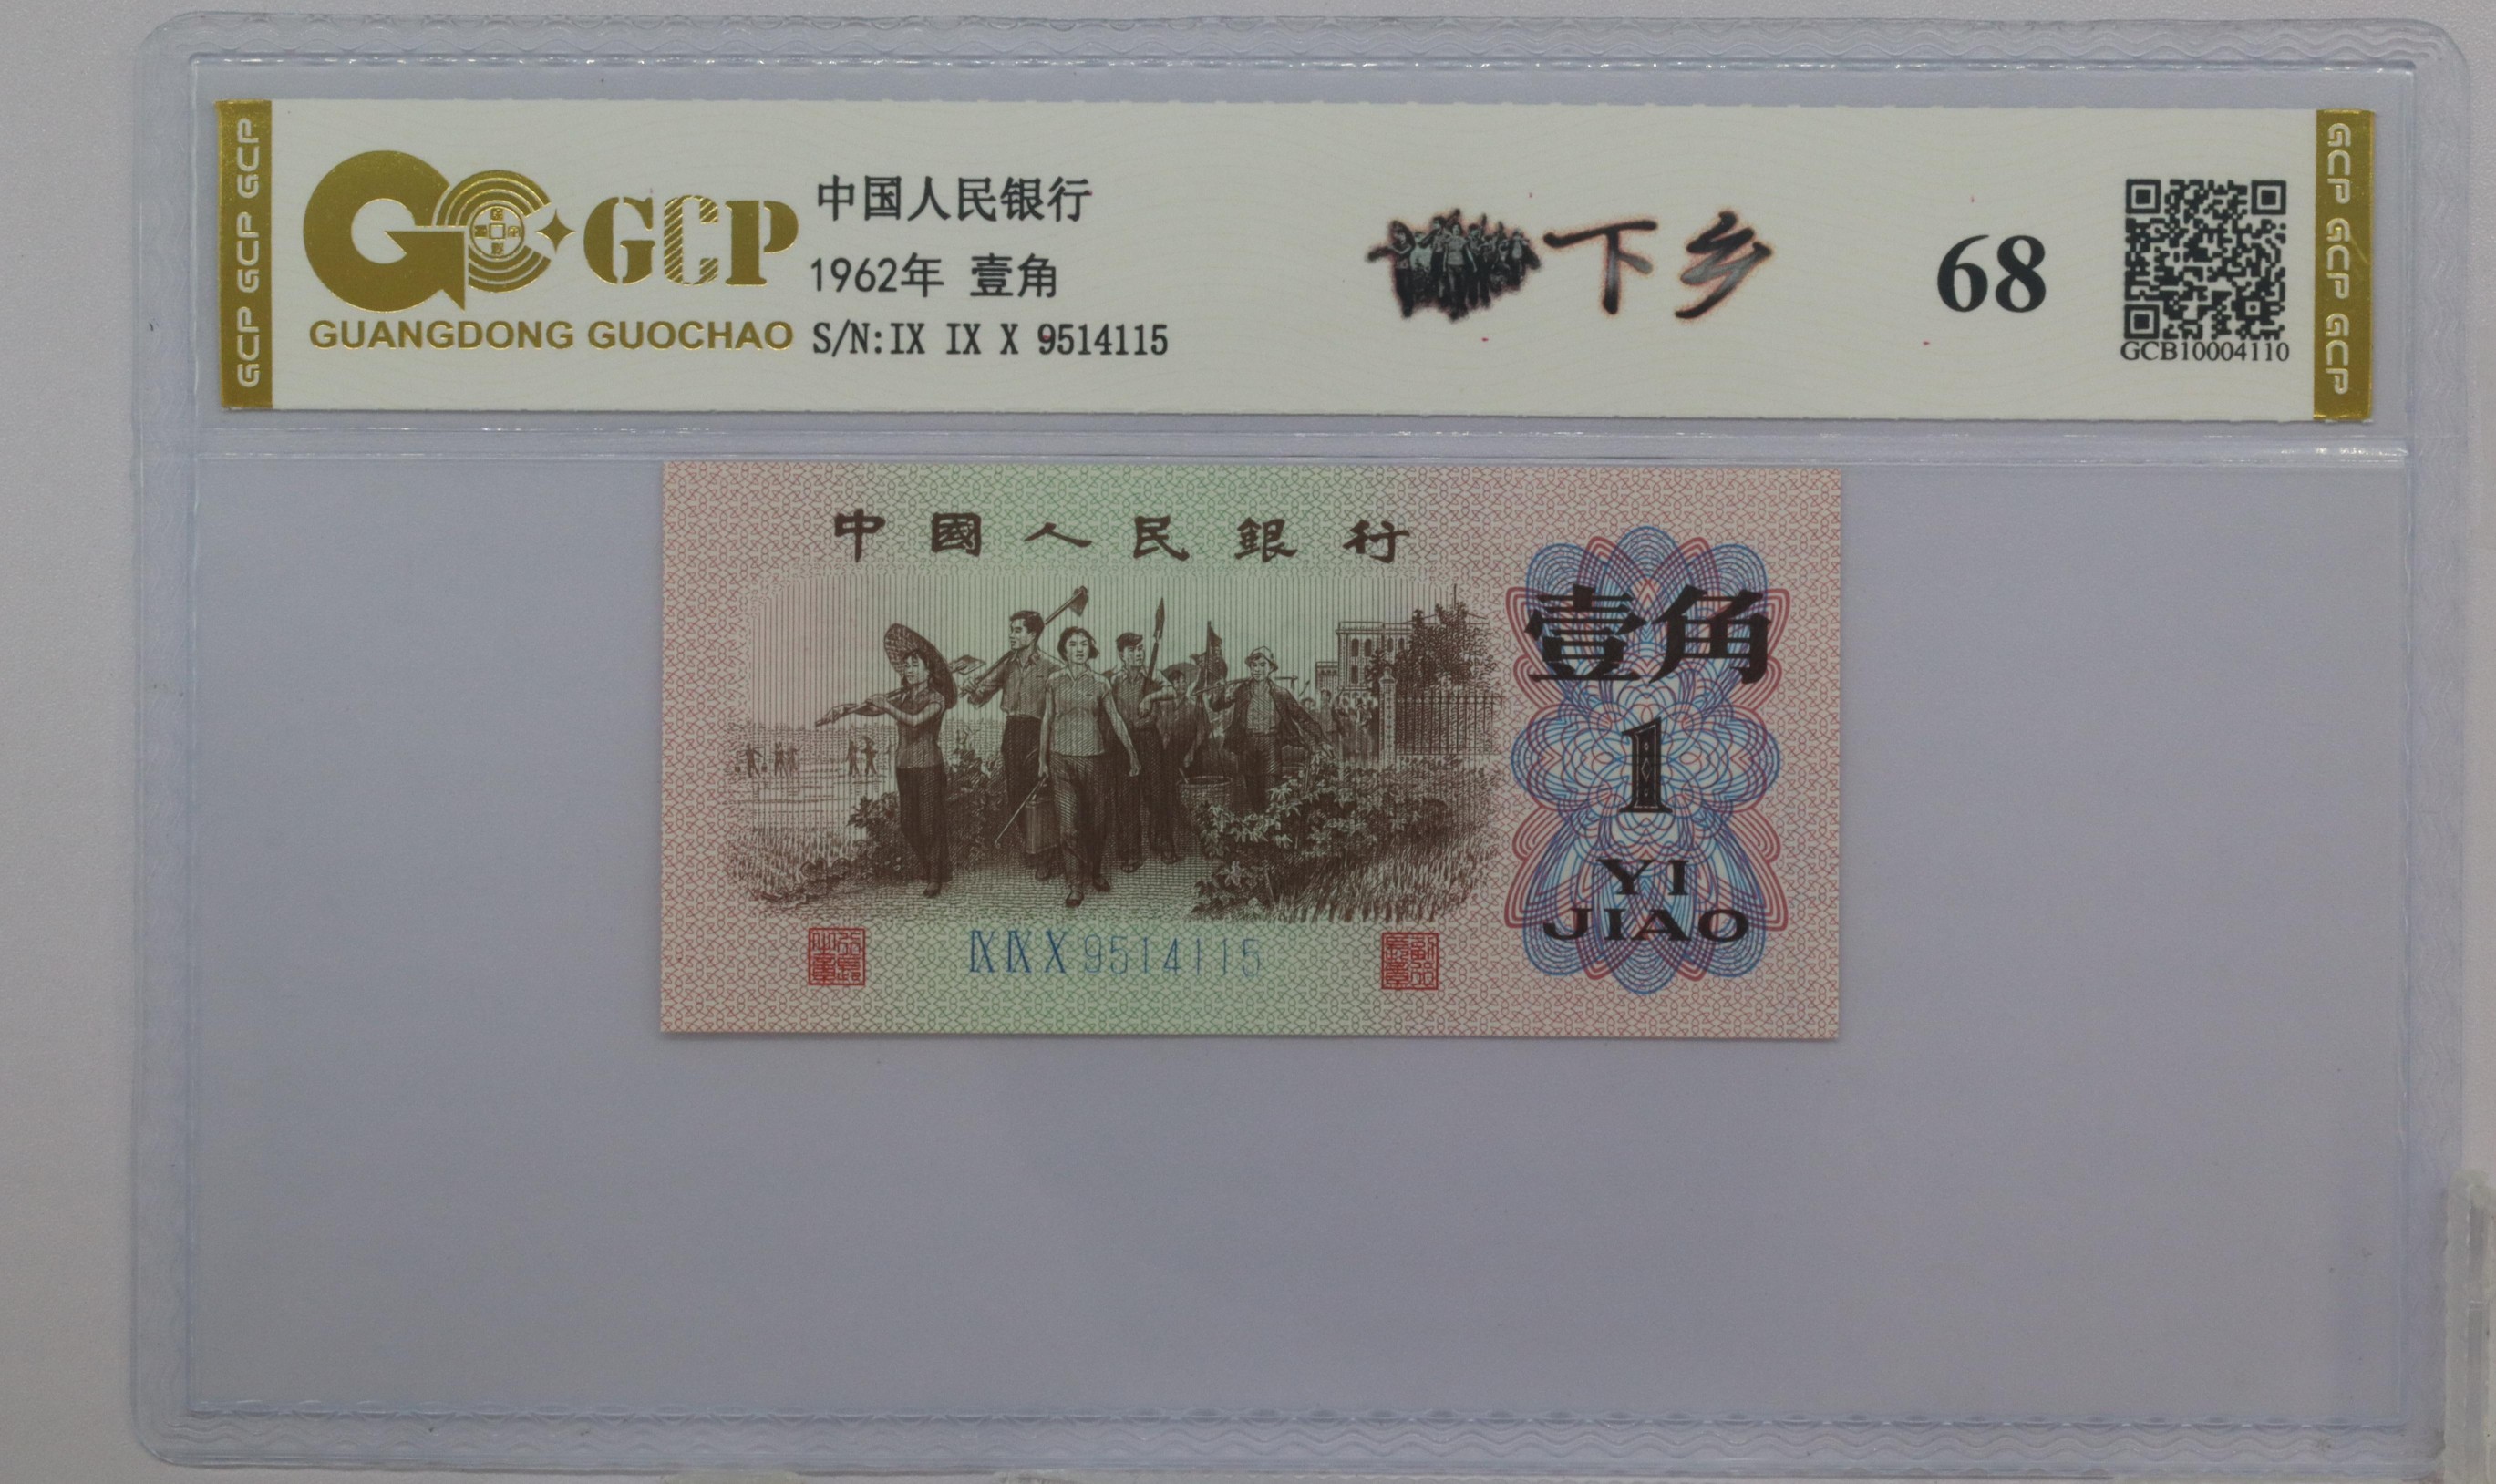 GCP GCP GCP
GCP
GUANGDONG GUOCHAO
中国人民银行
1962年 壹角
S/N:IX IX X 9514115
下乡
68
GCB10004110
GCP GCP GCP
中國人民銀行
壹角
1
YI
JIAO
IX IX X 9514115